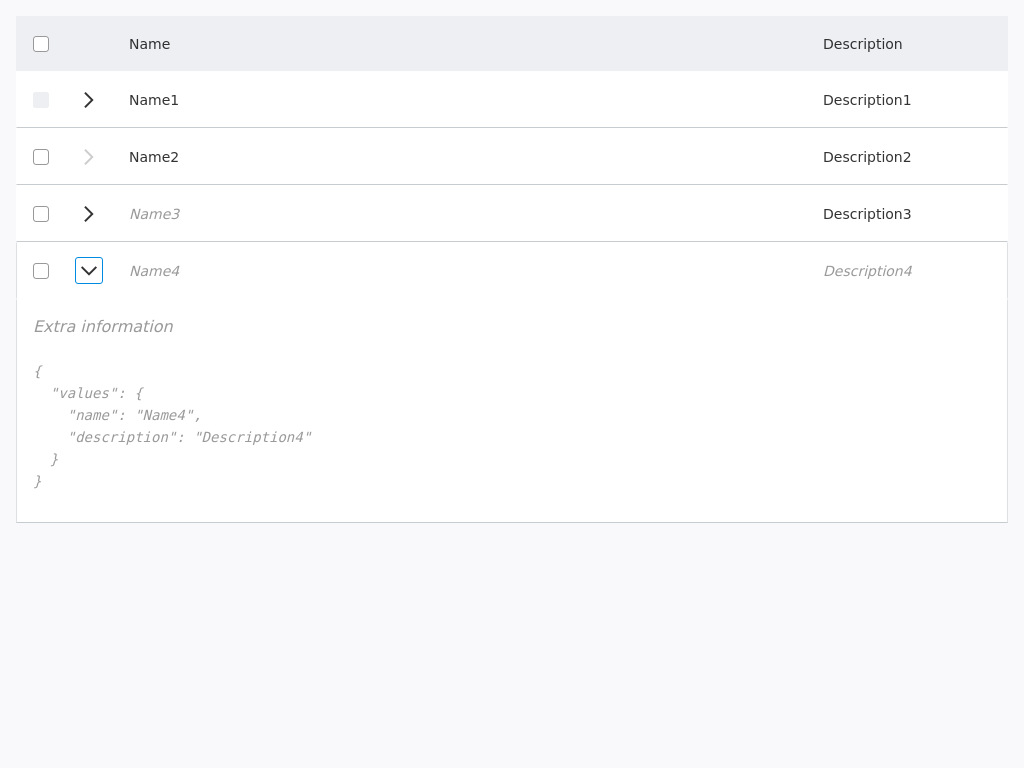 Name Description
Name1 Description1
Name2 Description2
Name3 Description3
Name4 Description4
Extra information
{
  "values": {
    "name": "Name4",
    "description": "Description4"
  }
}